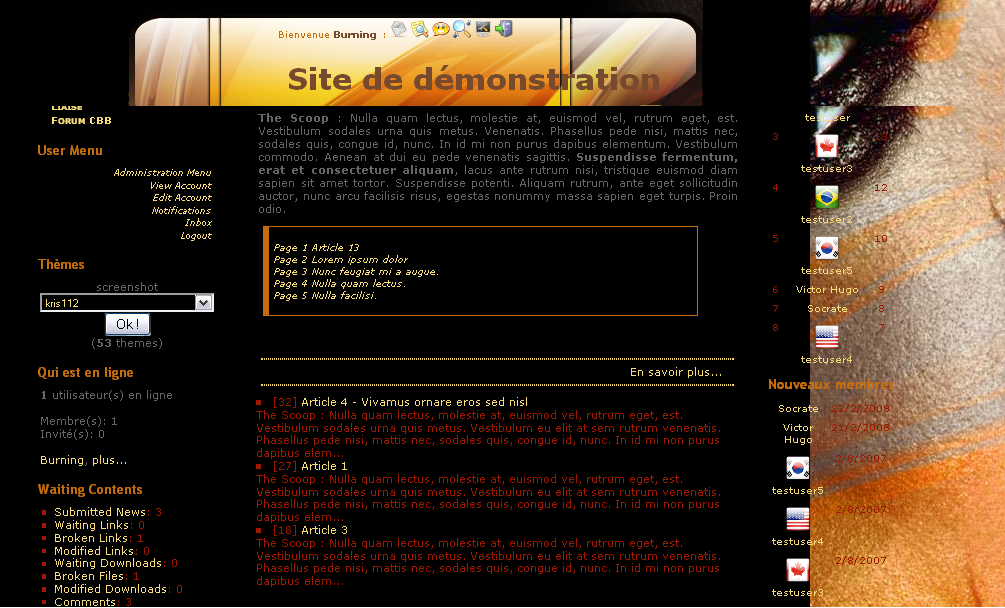 Bienvenue Burning :
Site de démonstration
LIAISE
FORUM CBB
User Menu
Administration Menu
View Account
Edit Account
Notifications
Inbox
Logout
Thèmes
screenshot
kris112
Ok !
(53 themes)
Qui est en ligne
1 utilisateur(s) en ligne
Membre(s): 1
Invité(s): 0
Burning, plus...
Waiting Contents
Submitted News: 3
Waiting Links: 0
Broken Links: 1
Modified Links: 0
Waiting Downloads: 0
Broken Files: 1
Modified Downloads: 0
Comments: 3
The Scoop : Nulla quam lectus, molestie at, euismod vel, rutrum eget, est.
Vestibulum sodales urna quis metus. Venenatis. Phasellus pede nisi, mattis nec,
sodales quis, congue id, nunc. In id mi non purus dapibus elementum. Vestibulum
commodo. Aenean at dui eu pede venenatis sagittis. Suspendisse fermentum,
erat et consectetuer aliquam, lacus ante rutrum nisi, tristique euismod diam
sapien sit amet tortor. Suspendisse potenti. Aliquam rutrum, ante eget sollicitudin
auctor, nunc arcu facilisis risus, egestas nonummy massa sapien eget turpis. Proin
odio.
Page 1 Article 13
Page 2 Lorem ipsum dolor
Page 3 Nunc feugiat mi a augue.
Page 4 Nulla quam lectus.
Page 5 Nulla facilisi.
En savoir plus...
[32] Article 4 - Vivamus ornare eros sed nisl
The Scoop : Nulla quam lectus, molestie at, euismod vel, rutrum eget, est.
Vestibulum sodales urna quis metus. Vestibulum eu elit at sem rutrum venenatis.
Phasellus pede nisi, mattis nec, sodales quis, congue id, nunc. In id mi non purus
dapibus elem...
[27] Article 1
The Scoop : Nulla quam lectus, molestie at, euismod vel, rutrum eget, est.
Vestibulum sodales urna quis metus. Vestibulum eu elit at sem rutrum venenatis.
Phasellus pede nisi, mattis nec, sodales quis, congue id, nunc. In id mi non purus
dapibus elem...
[18] Article 3
The Scoop : Nulla quam lectus, molestie at, euismod vel, rutrum eget, est.
Vestibulum sodales urna quis metus. Vestibulum eu elit at sem rutrum venenatis.
Phasellus pede nisi, mattis nec, sodales quis, congue id, nunc. In id mi non purus
dapibus elem...
testuser
3
testuser3
4 12
testuser2
5 10
testuser5
6 Victor Hugo 9
7 Socrate 8
8 7
testuser4
Nouveaux membres
Socrate 22/2/2008
Victor Hugo 21/2/2008
2/8/2007
testuser5
2/8/2007
testuser4
2/8/2007
testuser3